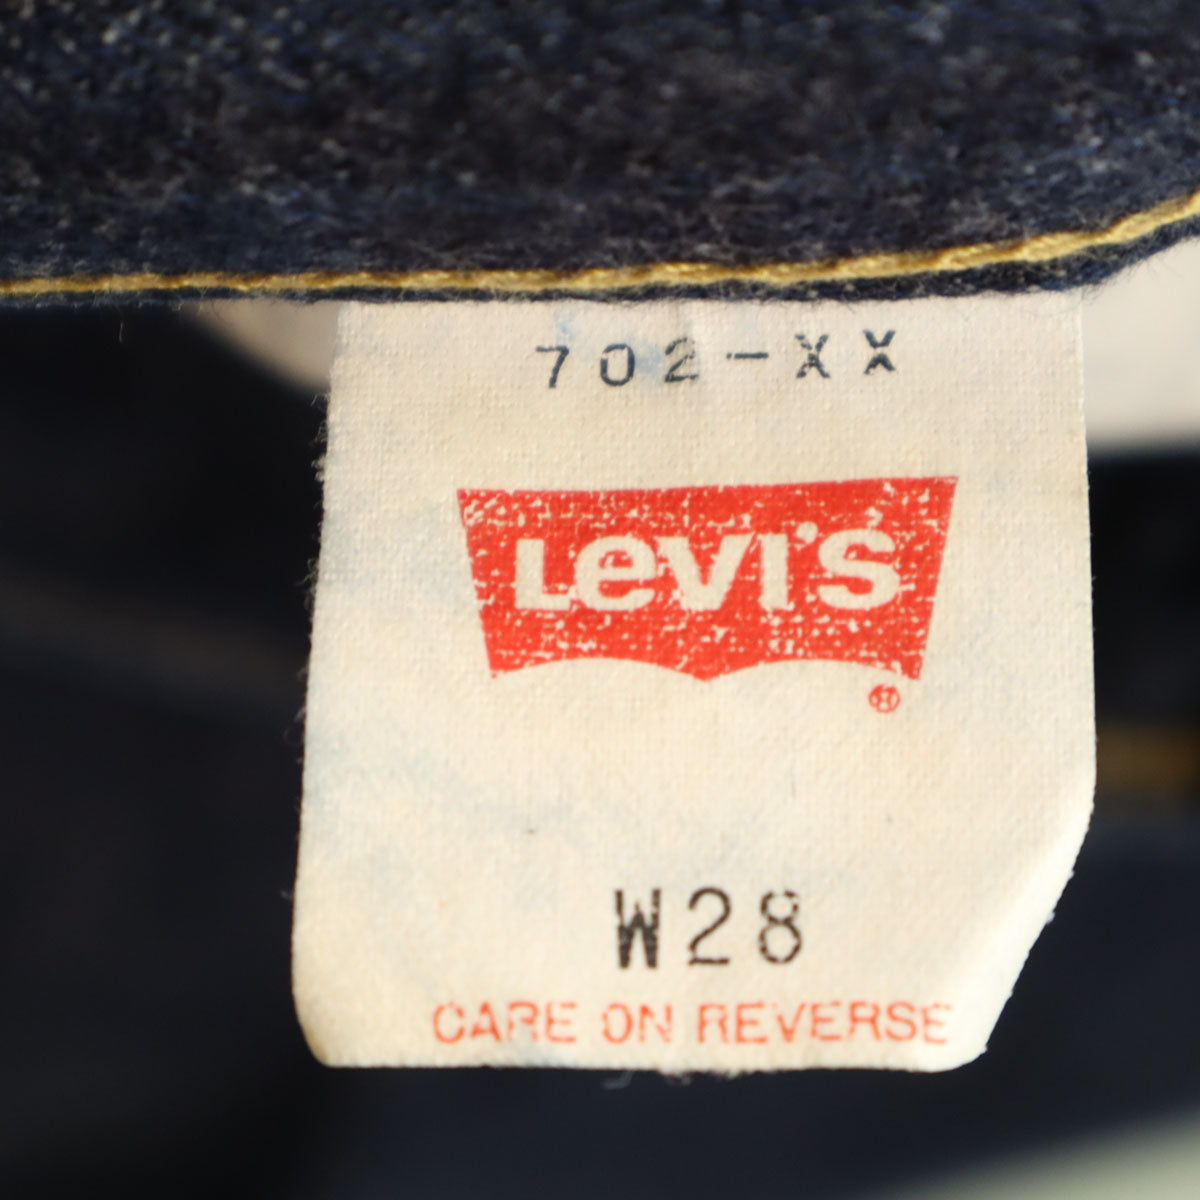 702-XX
LeVI'S
®
W28
CARE ON REVERSE